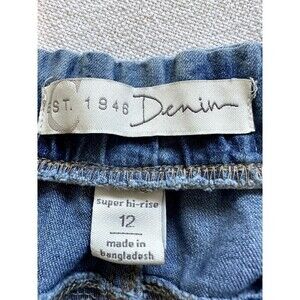 EST. 1946 Denim
super hi-rise
12
made in
bangladesh